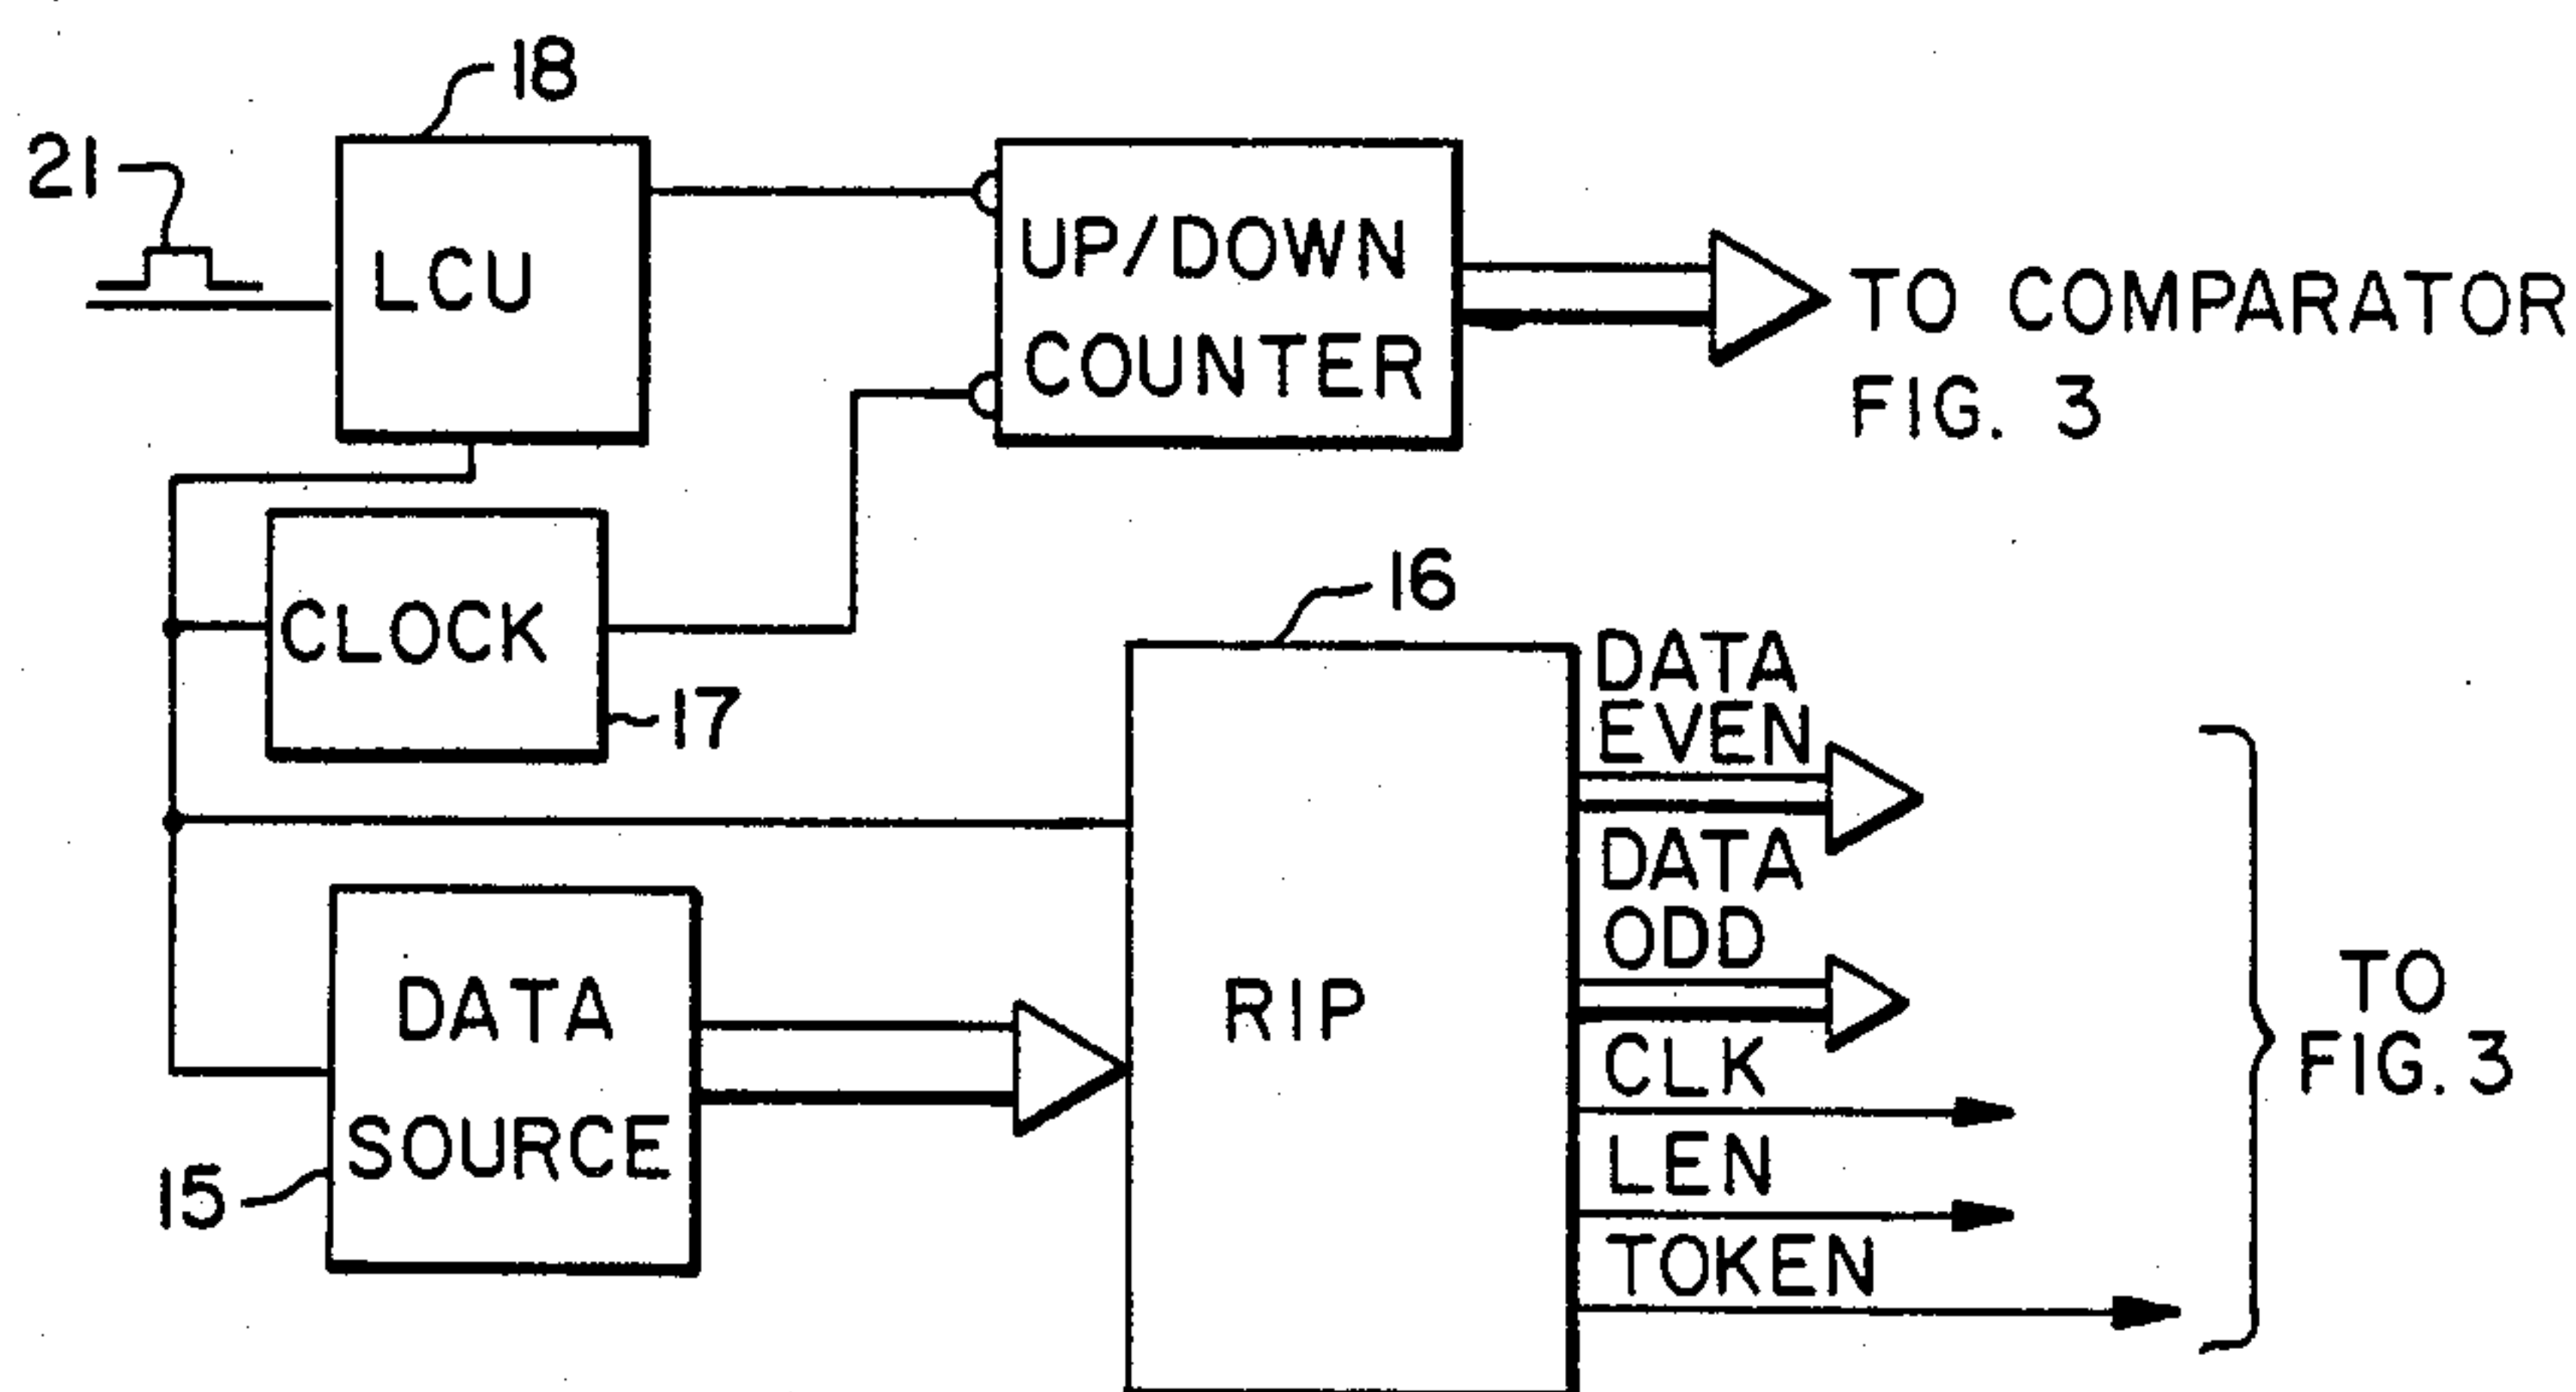 18
21
LCU
UP/DOWN
COUNTER
TO COMPARATOR
FIG. 3
CLOCK
17
16
RIP
DATA
EVEN
DATA
ODD
CLK
LEN
TOKEN
TO
FIG. 3
DATA
SOURCE
15